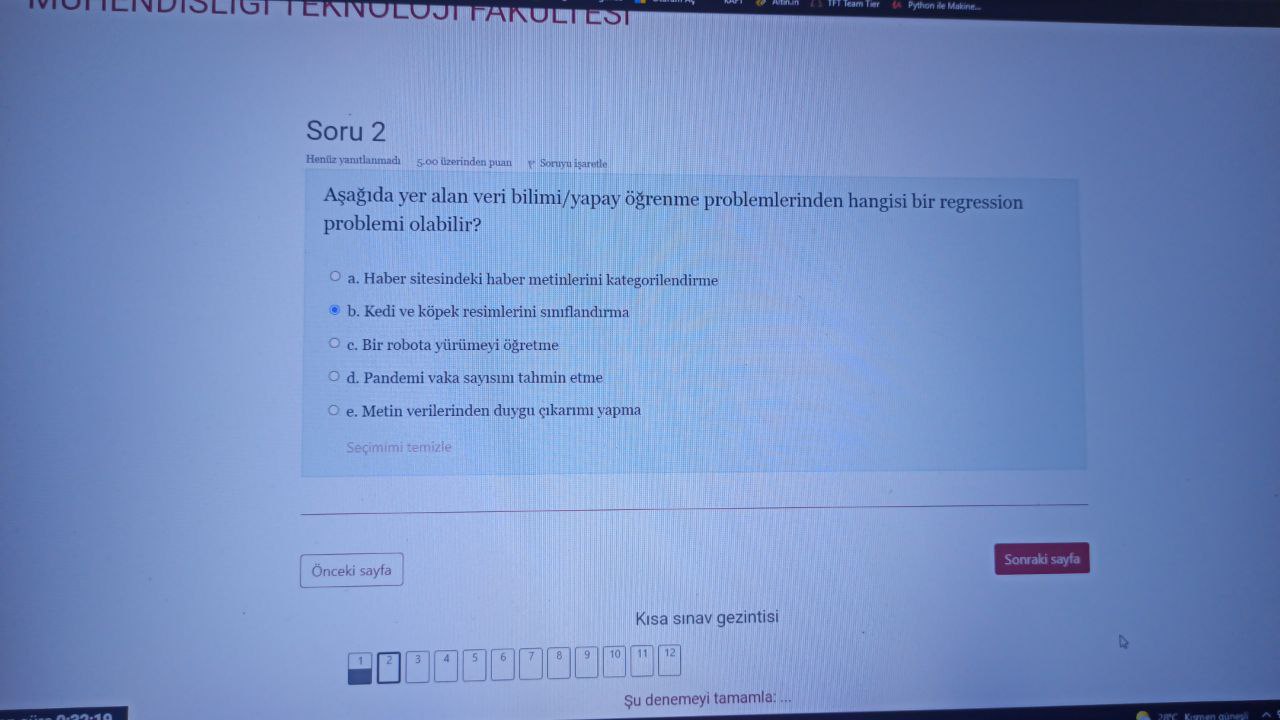 MÜHENDİSLİĞİ TEKNOLOJİ FAKÜLTESİ
Altin.in
TFT Team Tier
Python ile Makine...
Soru 2
Henüz yanıtlanmadı 5,00 üzerinden puan Soruyu işaretle
Aşağıda yer alan veri bilimi/yapay öğrenme problemlerinden hangisi bir regression
problemi olabilir?
a. Haber sitesindeki haber metinlerini kategorilendirme
b. Kedi ve köpek resimlerini sınıflandırma
c. Bir robota yürümeyi öğretme
d. Pandemi vaka sayısını tahmin etme
e. Metin verilerinden duygu çıkarımı yapma
Seçimimi temizle
Önceki sayfa
Sonraki sayfa
Kısa sınav gezintisi
1 2 3 4 5 6 7 8 9 10 11 12
Şu denemeyi tamamla: ...
28°C Kısmen güneşli